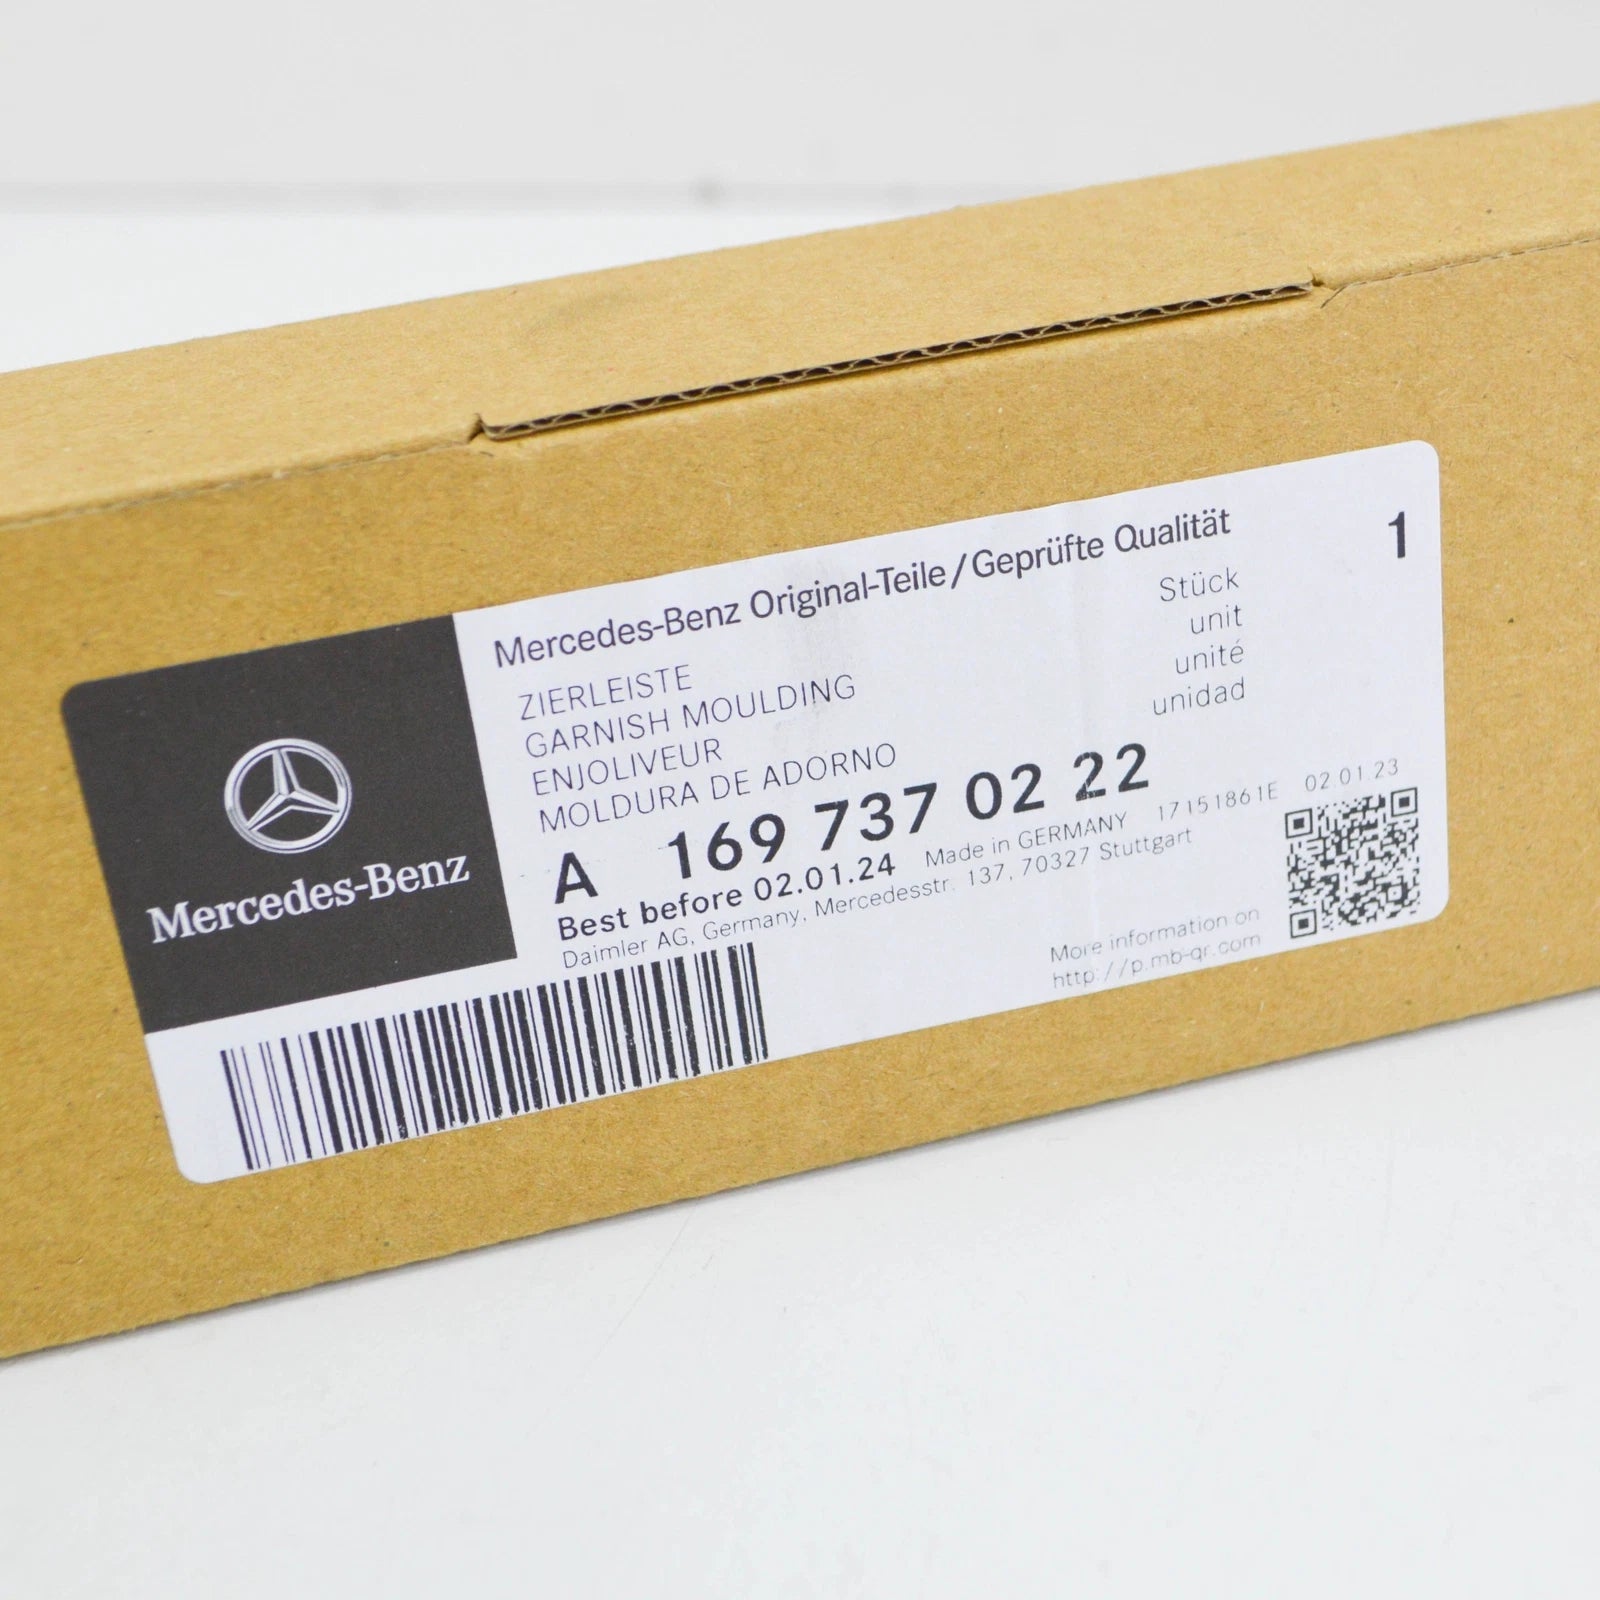 Mercedes-Benz
Mercedes-Benz Original-Teile/Geprüfte Qualität
1
ZIERLEISTE
GARNISH MOULDING
ENJOLIVEUR
MOLDURA DE ADORNO
Stück
unit
unité
unidad
A 169 737 02 22
Best before 02.01.24 Made in GERMANY 17151861E 02.01.23
Daimler AG, Germany, Mercedesstr. 137, 70327 Stuttgart
More information on
http://p.mb-qr.com